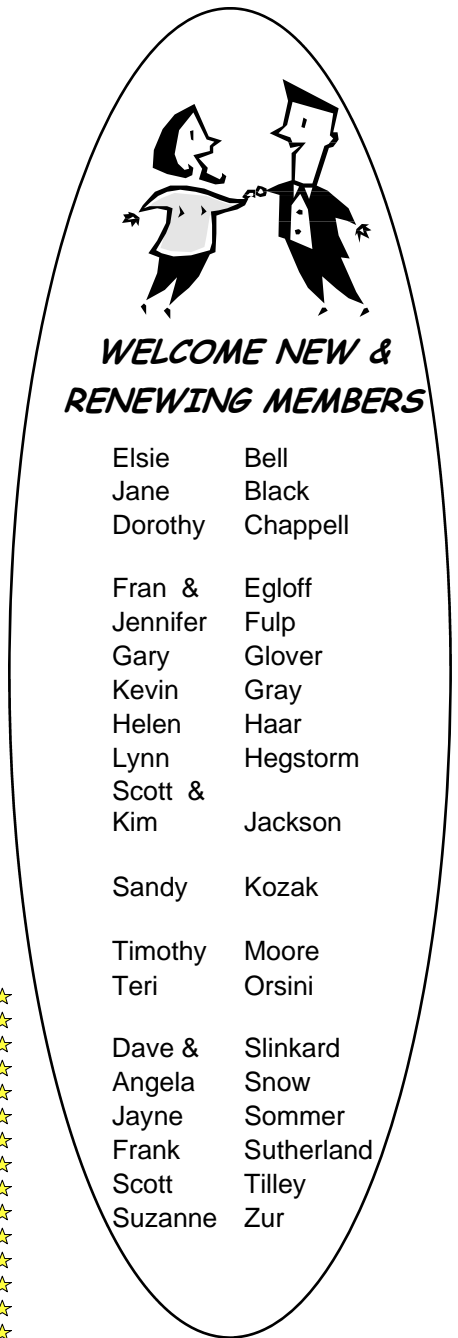 WELCOME NEW &
RENEWING MEMBERS
Elsie Bell
Jane Black
Dorothy Chappell
Fran & Egloff
Jennifer Fulp
Gary Glover
Kevin Gray
Helen Haar
Lynn Hegstorm
Scott &
Kim Jackson
Sandy Kozak
Timothy Moore
Teri Orsini
Dave & Slinkard
Angela Snow
Jayne Sommer
Frank Sutherland
Scott Tilley
Suzanne Zur